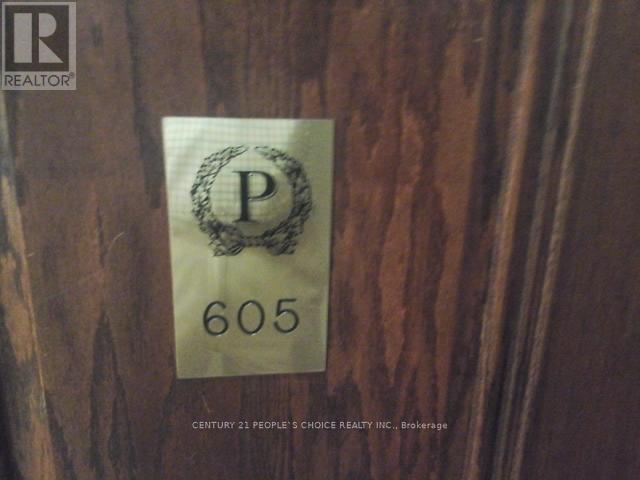 R
REALTOR®
P
605
CENTURY 21 PEOPLE`S CHOICE REALTY INC., Brokerage